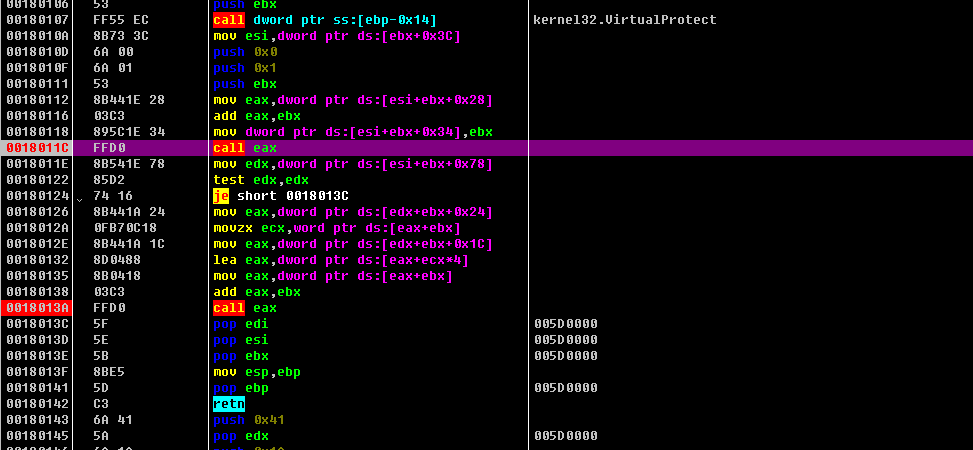 00180106 53 push ebx
00180107 FF55 EC call dword ptr ss:[ebp-0x14] kernel32.VirtualProtect
0018010A 8B73 3C mov esi,dword ptr ds:[ebx+0x3C]
0018010D 6A 00 push 0x0
0018010F 6A 01 push 0x1
00180111 53 push ebx
00180112 8B441E 28 mov eax,dword ptr ds:[esi+ebx+0x28]
00180116 03C3 add eax,ebx
00180118 895C1E 34 mov dword ptr ds:[esi+ebx+0x34],ebx
0018011C FFD0 call eax
0018011E 8B541E 78 mov edx,dword ptr ds:[esi+ebx+0x78]
00180122 85D2 test edx,edx
00180124 74 16 je short 0018013C
00180126 8B441A 24 mov eax,dword ptr ds:[edx+ebx+0x24]
0018012A 0FB70C18 movzx ecx,word ptr ds:[eax+ebx]
0018012E 8B441A 1C mov eax,dword ptr ds:[edx+ebx+0x1C]
00180132 8D0488 lea eax,dword ptr ds:[eax+ecx*4]
00180135 8B0418 mov eax,dword ptr ds:[eax+ebx]
00180138 03C3 add eax,ebx
0018013A FFD0 call eax
0018013C 5F pop edi 005D0000
0018013D 5E pop esi 005D0000
0018013E 5B pop ebx 005D0000
0018013F 8BE5 mov esp,ebp
00180141 5D pop ebp 005D0000
00180142 C3 retn
00180143 6A 41 push 0x41
00180145 5A pop edx 005D0000